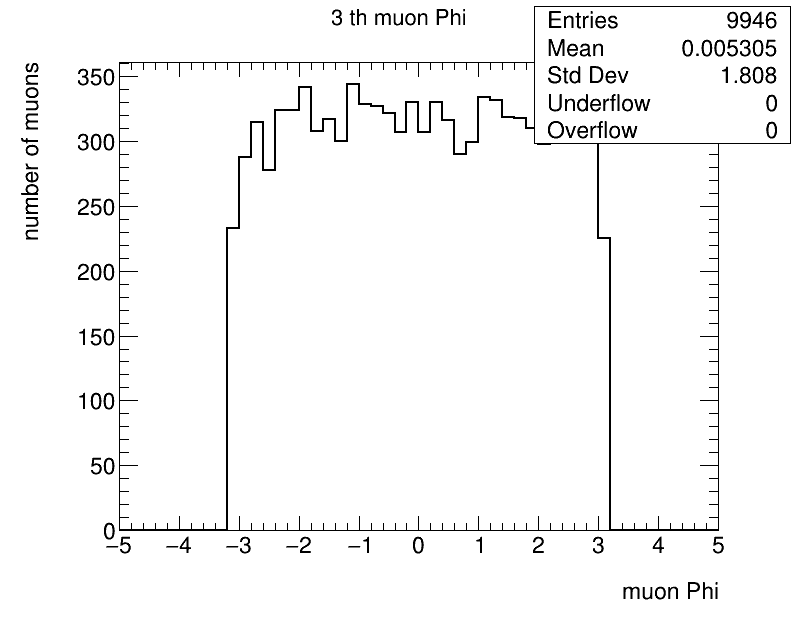 3 th muon Phi
Entries 9946
Mean 0.005305
Std Dev 1.808
Underflow 0
Overflow 0
number of muons
350
300
250
200
150
100
50
0
−5 −4 −3 −2 −1 0 1 2 3 4 5
muon Phi